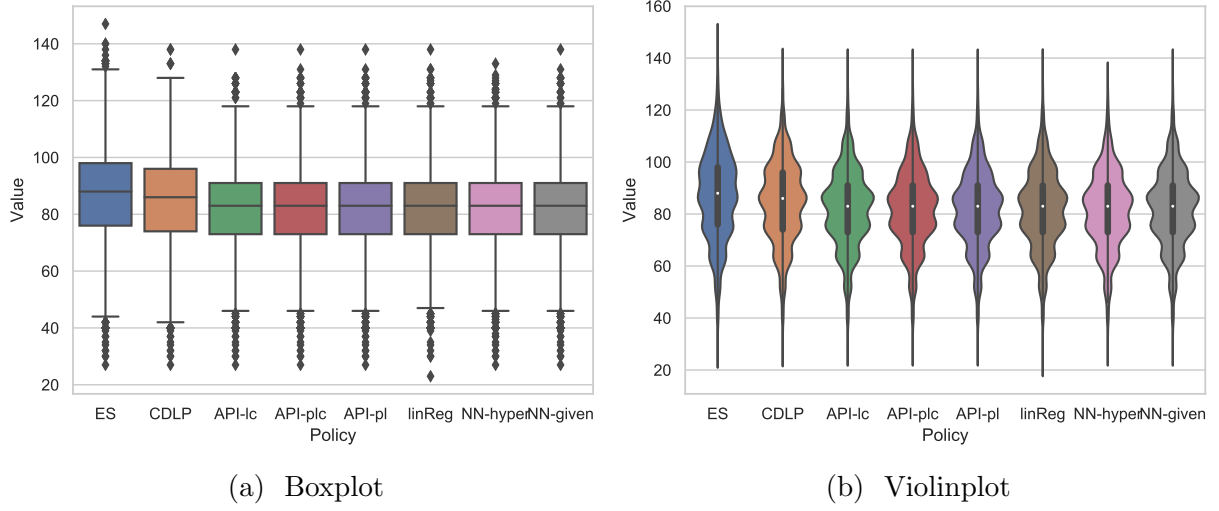 140
120
100
80
60
40
20
Value
ES CDLP API-lc API-plc API-pl linReg NN-hyper NN-given
Policy
(a) Boxplot
160
140
120
100
80
60
40
20
Value
ES CDLP API-lc API-plc API-pl linReg NN-hyper NN-given
Policy
(b) Violinplot